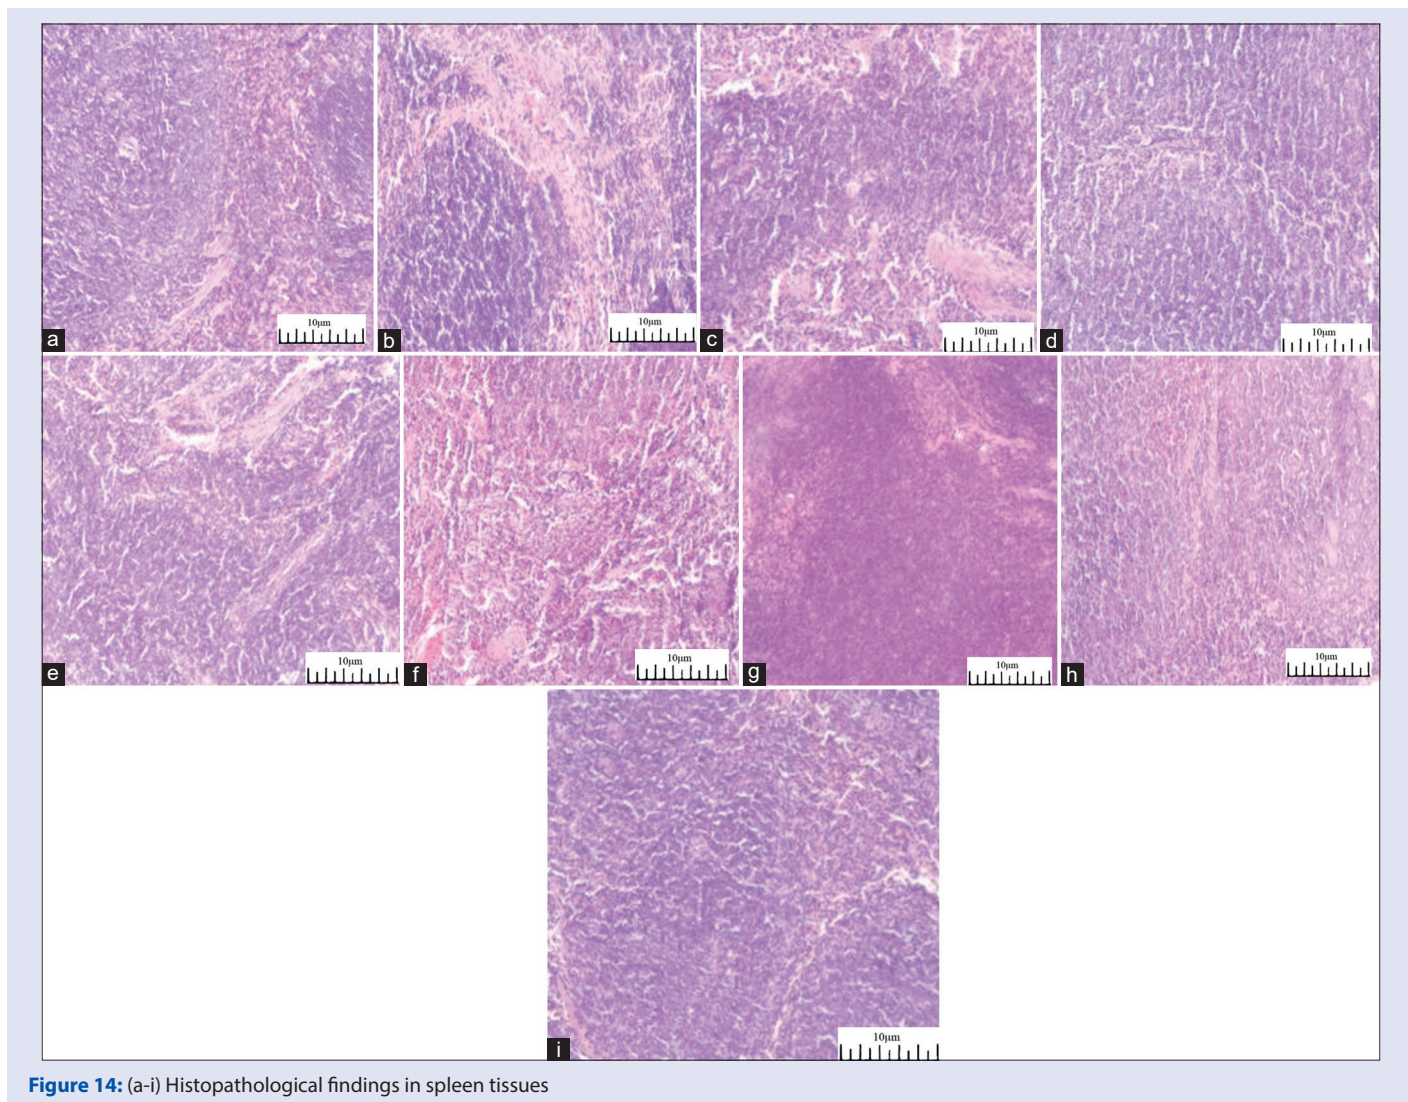 10μm
a
10μm
b
10μm
c
10μm
d
10μm
e
10μm
f
10μm
g
10μm
h
10μm
i
Figure 14: (a-i) Histopathological findings in spleen tissues